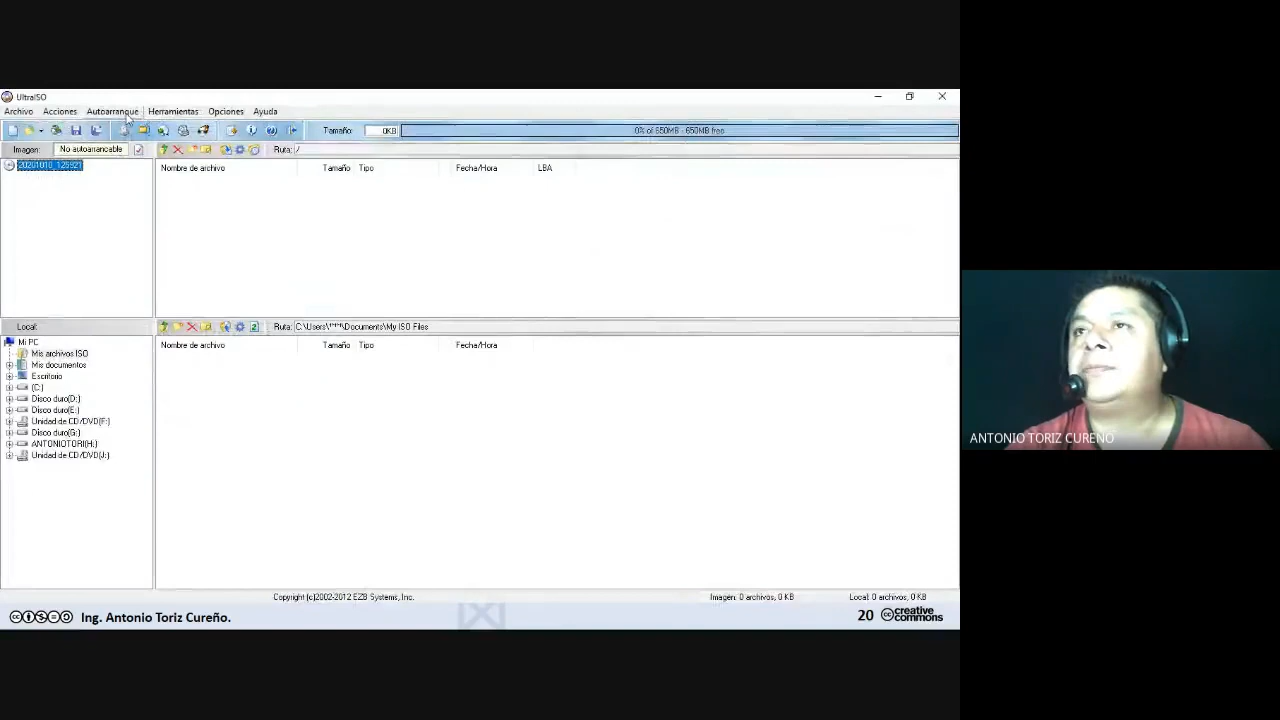 UltraISO
Archivo Acciones Autoarranque Herramientas Opciones Ayuda
Tamaño: 0KB 0% of 650MB - 650MB free
Imagen: No autoarrancable Ruta: /
20201010_125921
Nombre de archivo Tamaño Tipo Fecha/Hora LBA
Local: Ruta: C:\Users\****\Documents\My ISO Files
Mi PC
Mis archivos ISO
Mis documentos
Escritorio
(C:)
Disco duro(D:)
Disco duro(E:)
Unidad de CD/DVD(F:)
Disco duro(G:)
ANTONIOTORI(H:)
Unidad de CD/DVD(J:)
Nombre de archivo Tamaño Tipo Fecha/Hora
Copyright (c)2002-2012 EZB Systems, Inc. Imagen: 0 archivos, 0 KB Local: 0 archivos, 0 KB
Ing. Antonio Toriz Cureño. 20 cc creative commons
ANTONIO TORIZ CUREÑO